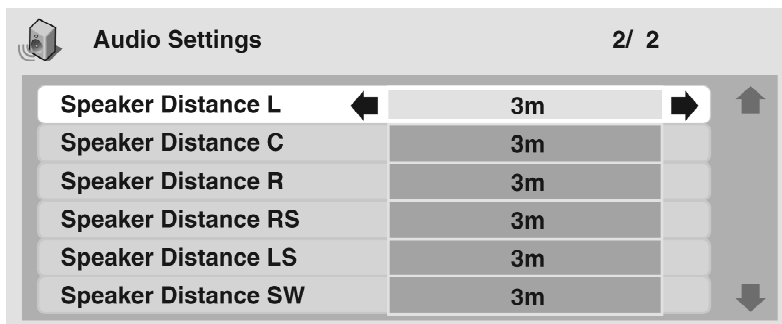 Audio Settings 2/ 2
Speaker Distance L 3m
Speaker Distance C 3m
Speaker Distance R 3m
Speaker Distance RS 3m
Speaker Distance LS 3m
Speaker Distance SW 3m